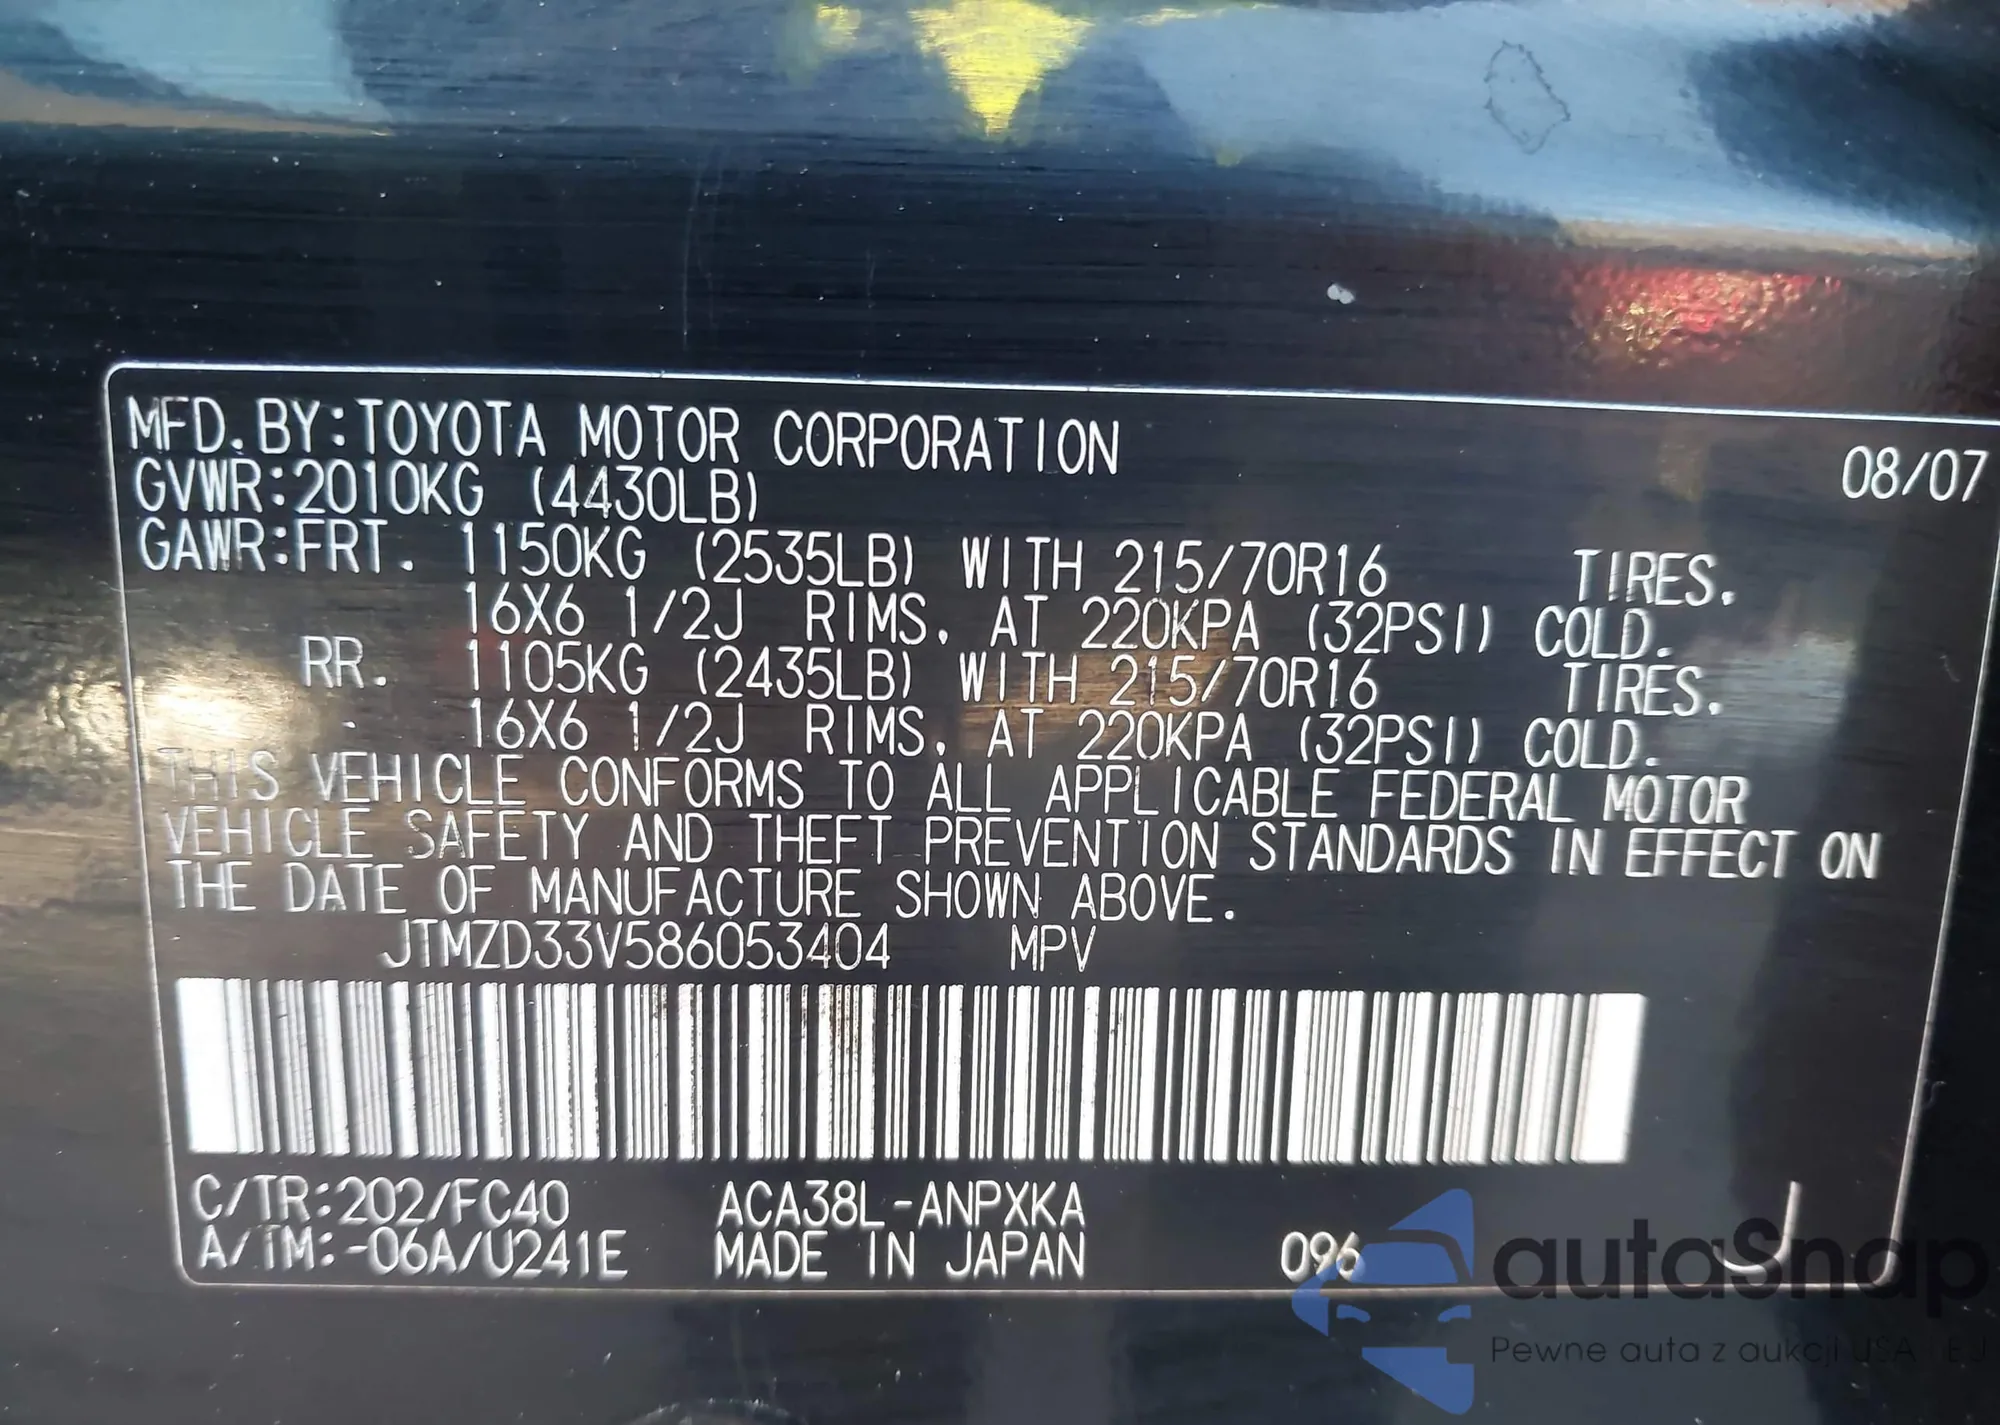 MFD.BY:TOYOTA MOTOR CORPORATION 08/07
GVWR:2010KG (4430LB)
GAWR:FRT. 1150KG (2535LB) WITH 215/70R16 TIRES.
16X6 1/2J RIMS, AT 220KPA (32PSI) COLD.
RR. 1105KG (2435LB) WITH 215/70R16 TIRES.
16X6 1/2J RIMS, AT 220KPA (32PSI) COLD.
THIS VEHICLE CONFORMS TO ALL APPLICABLE FEDERAL MOTOR
VEHICLE SAFETY AND THEFT PREVENTION STANDARDS IN EFFECT ON
THE DATE OF MANUFACTURE SHOWN ABOVE.
JTMZD33V586053404 MPV
C/TR:202/FC40 ACA38L-ANPXKA J
A/TM:-06A/U241E MADE IN JAPAN 096
autaSnap
Pewne auta z aukcji USA